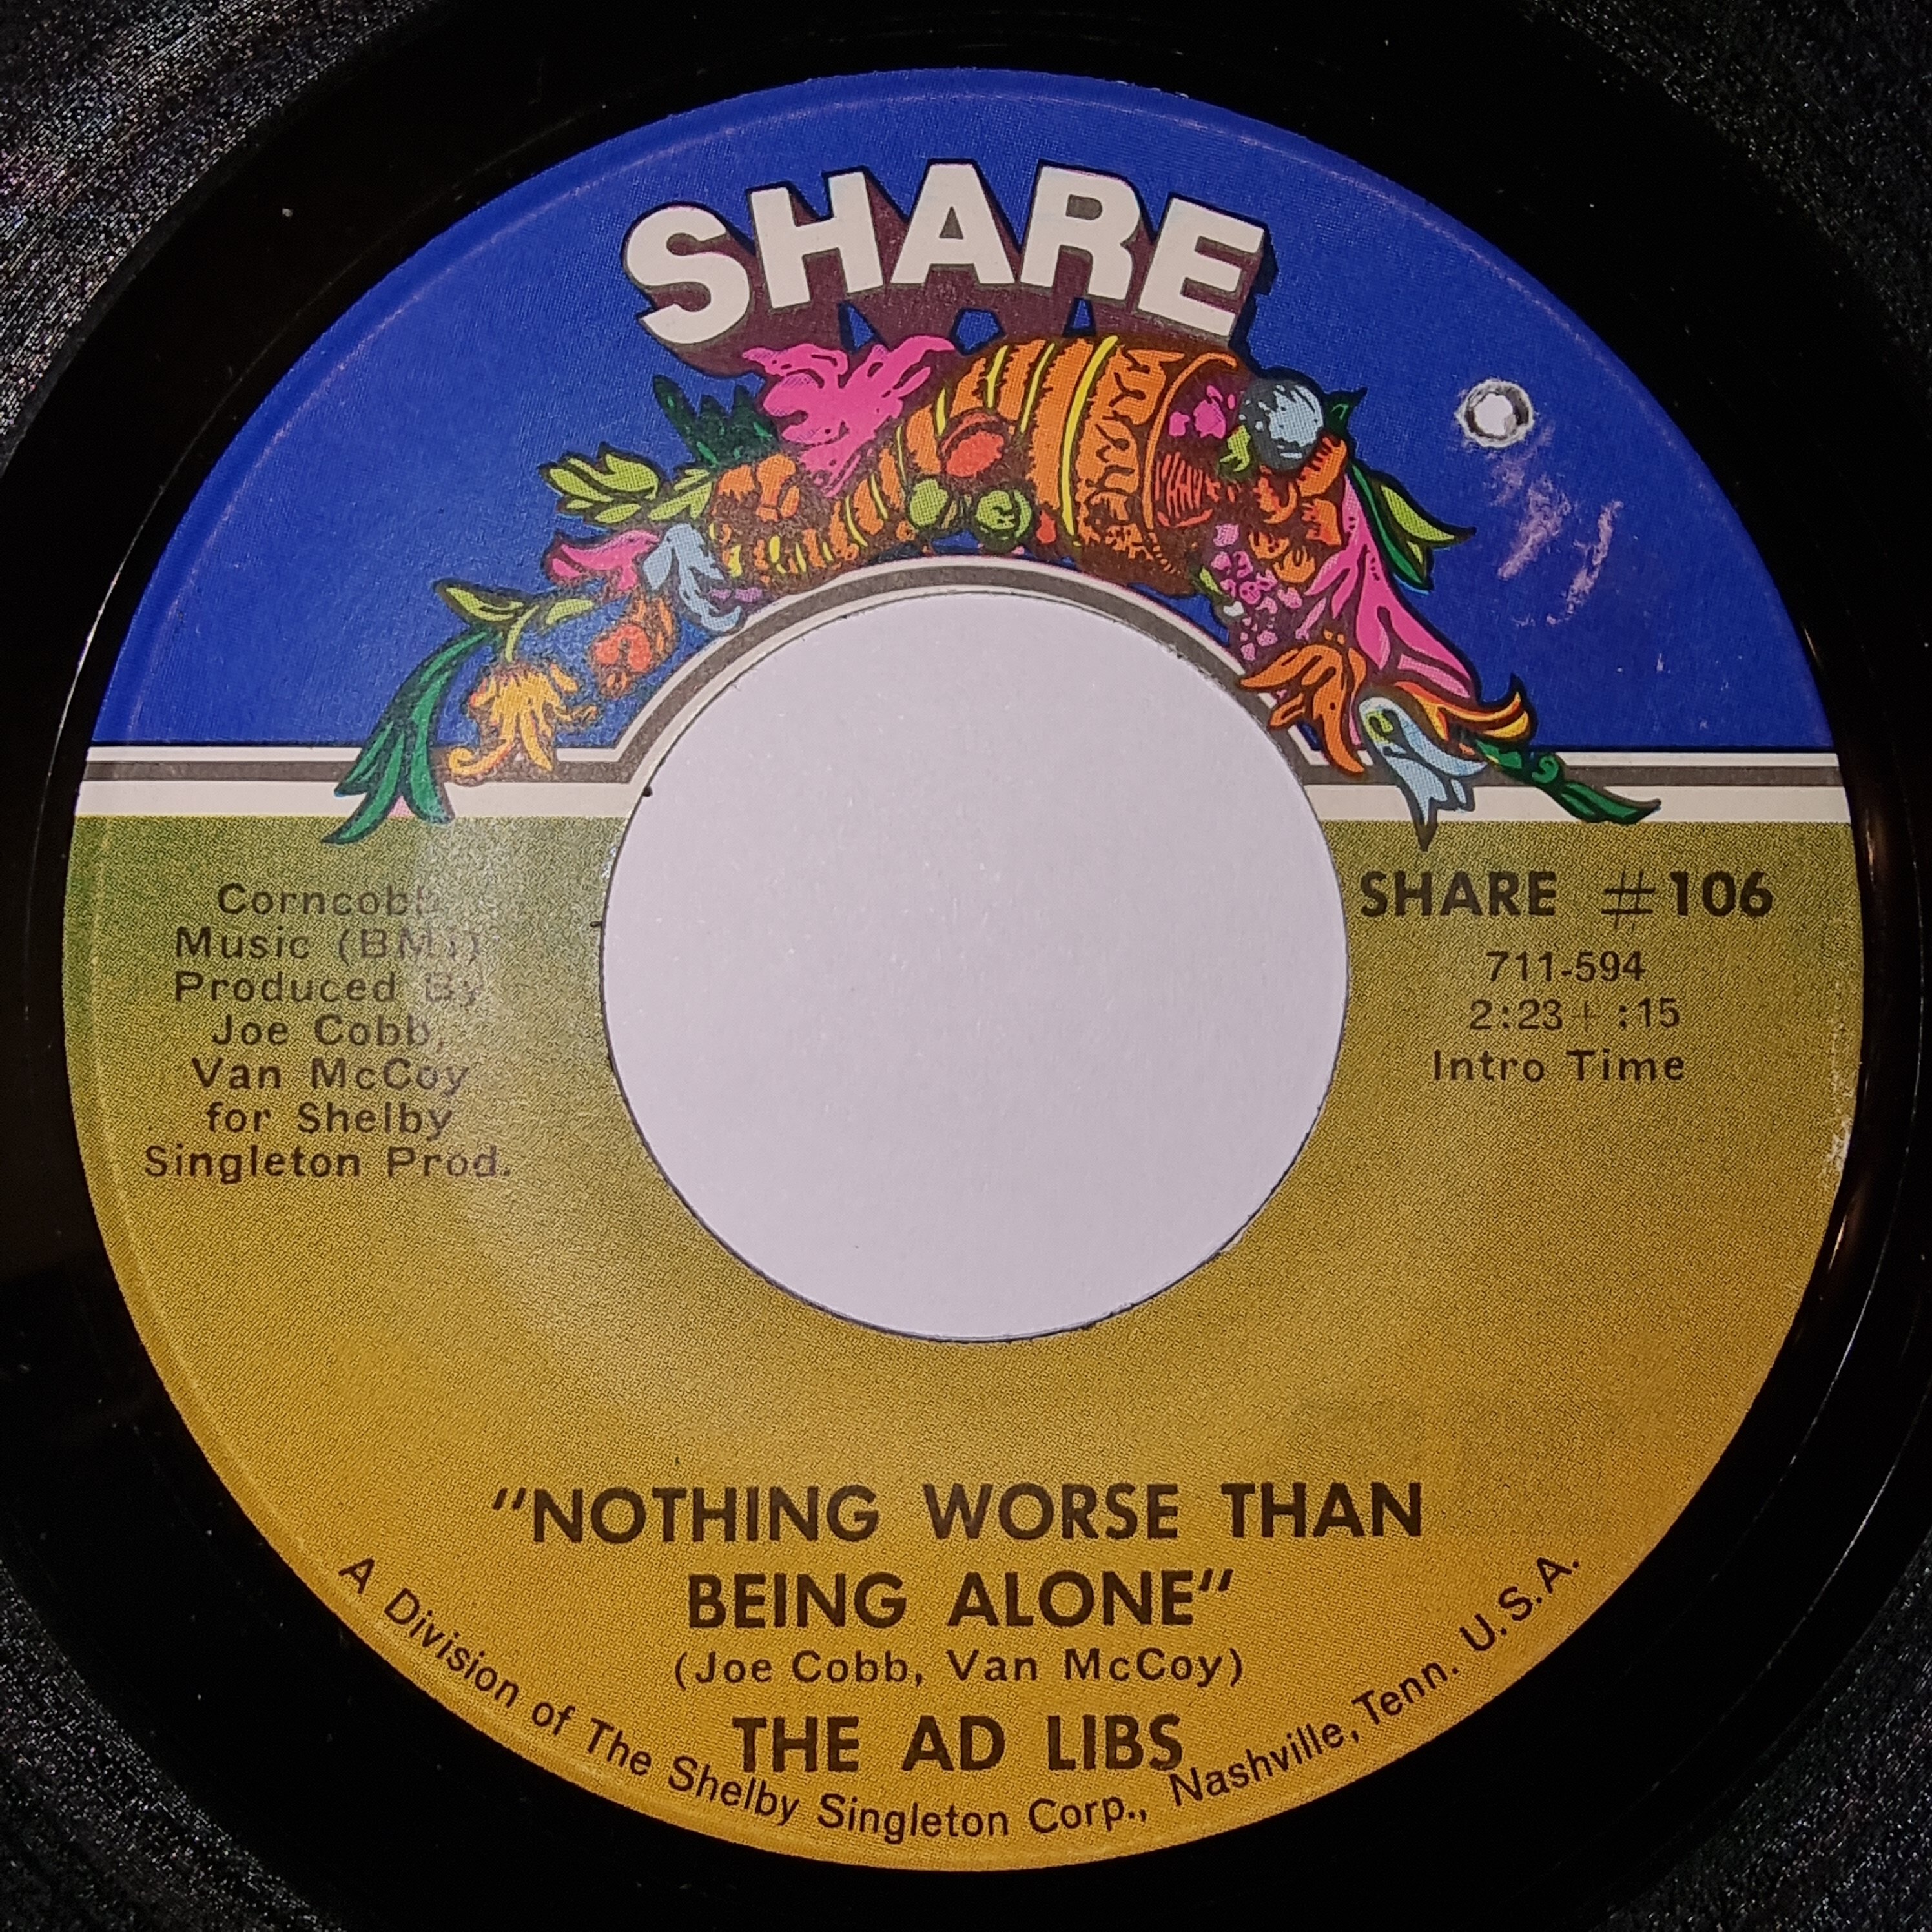 SHARE
Corncobb
Music (BMI)
Produced By
Joe Cobb,
Van McCoy
for Shelby
Singleton Prod.
SHARE #106
711-594
2:23 + :15
Intro Time
"NOTHING WORSE THAN
BEING ALONE"
(Joe Cobb, Van McCoy)
THE AD LIBS
A Division of The Shelby Singleton Corp., Nashville, Tenn. U.S.A.